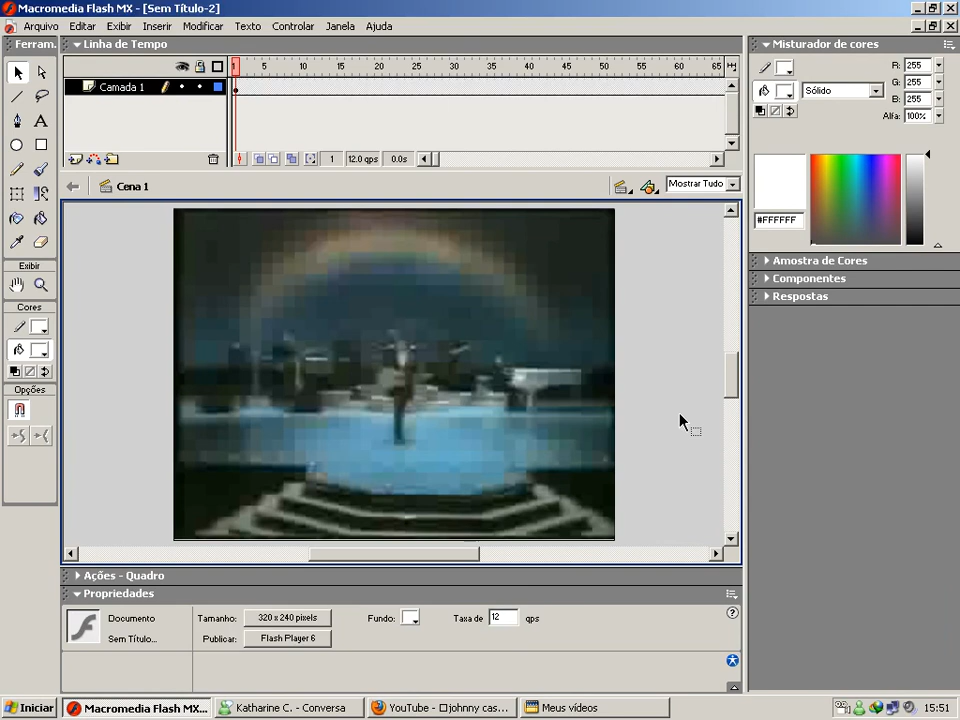 Macromedia Flash MX - [Sem Título-2]
Arquivo Editar Exibir Inserir Modificar Texto Controlar Janela Ajuda
Ferram.
Linha de Tempo
1 5 10 15 20 25 30 35 40 45 50 55 60 65
Camada 1
1 12.0 qps 0.0s
Cena 1
Mostrar Tudo
Exibir
Cores
Opções
Misturador de cores
R: 255
Sólido
G: 255
B: 255
Alfa: 100%
#FFFFFF
Amostra de Cores
Componentes
Respostas
Ações - Quadro
Propriedades
Documento
Tamanho: 320 x 240 pixels
Fundo:
Taxa de 12 qps
Sem Título...
Publicar: Flash Player 6
Iniciar
Macromedia Flash MX...
Katharine C. - Conversa
YouTube - johnny cas...
Meus vídeos
15:51